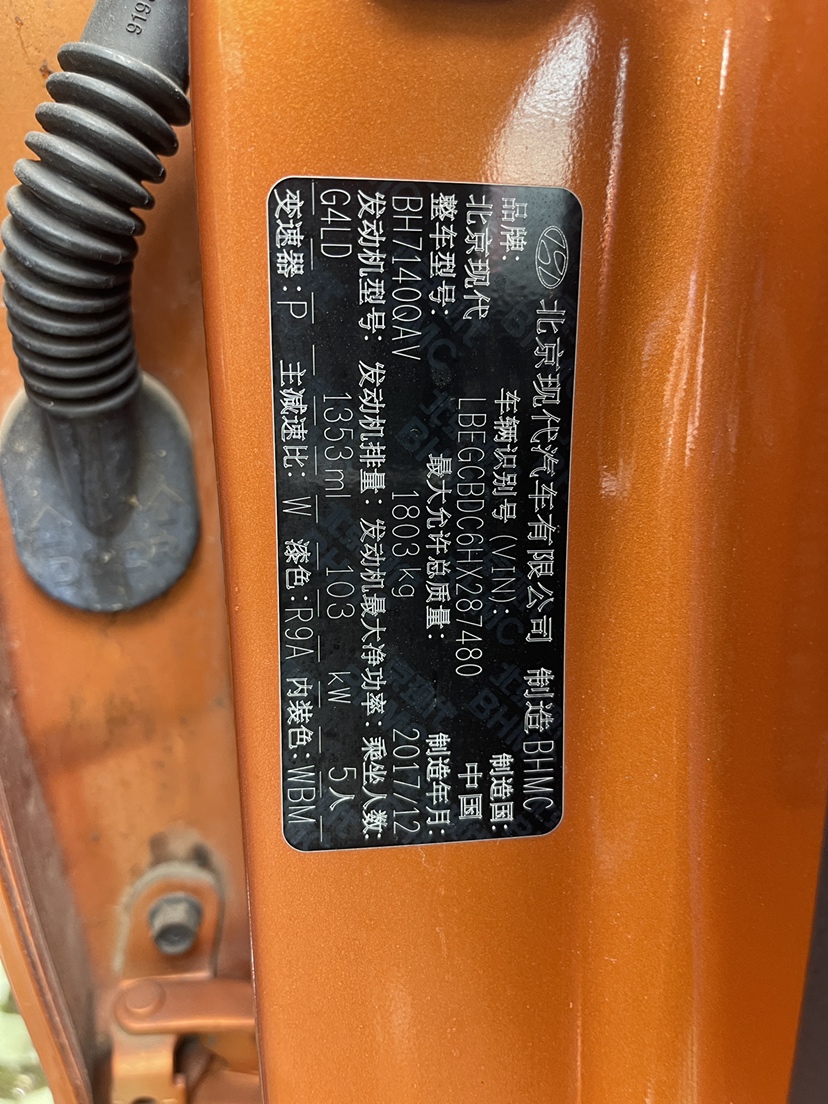 北京现代汽车有限公司 制造 BHMC
品牌: 车辆识别号 (VIN): 制造国:
北京现代 LBEGCBDC6HX287480 中国
整车型号: 最大允许总质量: 制造年月:
BH7140QAV 1803kg 2017/12
发动机型号: 发动机排量: 发动机最大净功率: 乘坐人数:
G4LD 1353ml 103 kW 5人
变速器: P 主减速比: W 漆色: R9A 内装色: WBM